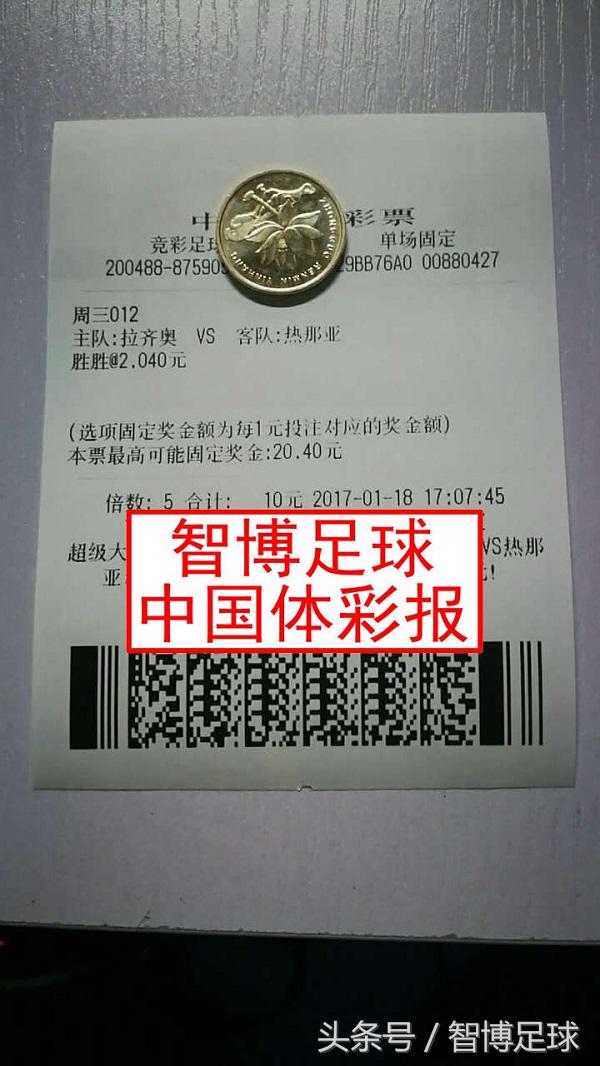 中 彩票
竞彩足球 单场固定
200488-87590 29BB76A0 00880427
ZHONGGUO RENMIN YINHANG
周三012
主队:拉齐奥 VS 客队:热那亚
胜胜@2.040元
(选项固定奖金额为每1元投注对应的奖金额)
本票最高可能固定奖金:20.40元
倍数: 5 合计: 10元 2017-01-18 17:07:45
超级大 VS热那
亚 !
智博足球
中国体彩报
头条号 / 智博足球